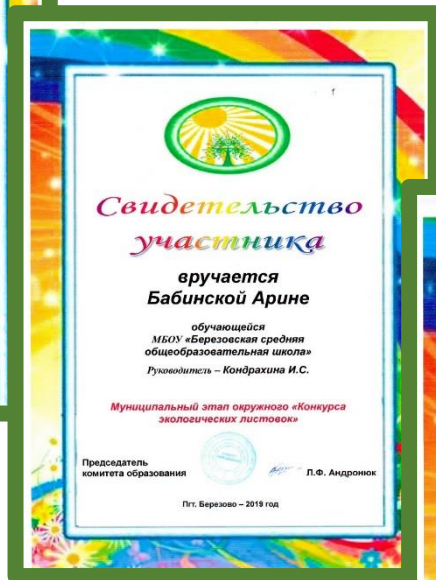 Свидетельство
участника
вручается
Бабинской Арине
обучающейся
МБОУ «Березовская средняя
общеобразовательная школа»
Руководитель – Кондрахина И.С.
Муниципальный этап окружного «Конкурса
экологических листовок»
Председатель
комитета образования
Л.Ф. Андронюк
Пгт. Березово – 2019 год